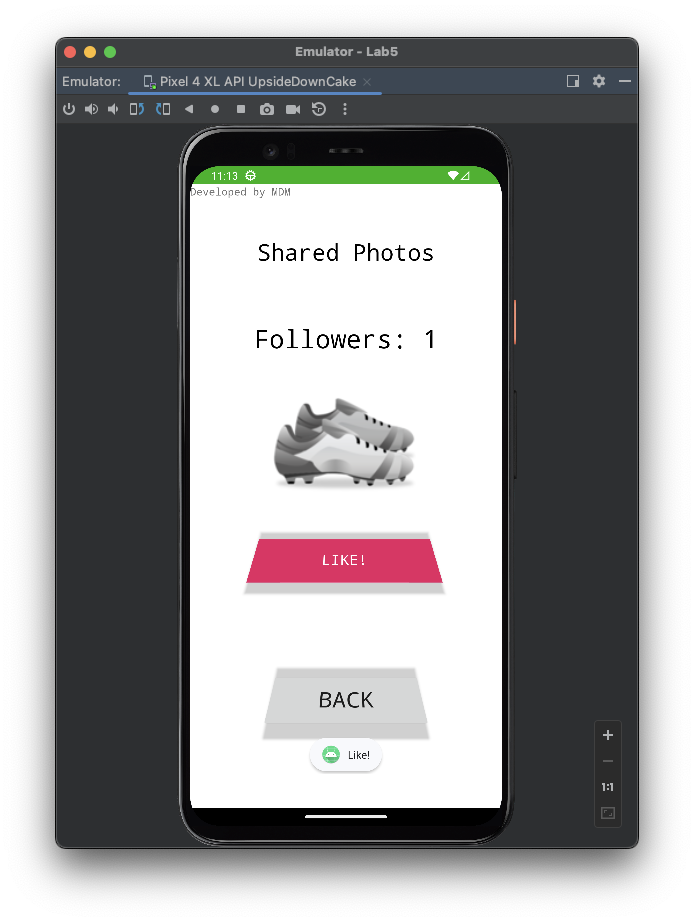 Emulator - Lab5
Emulator: Pixel 4 XL API UpsideDownCake
11:13
Developed by MDM
Shared Photos
Followers: 1
LIKE!
BACK
Like!
1:1